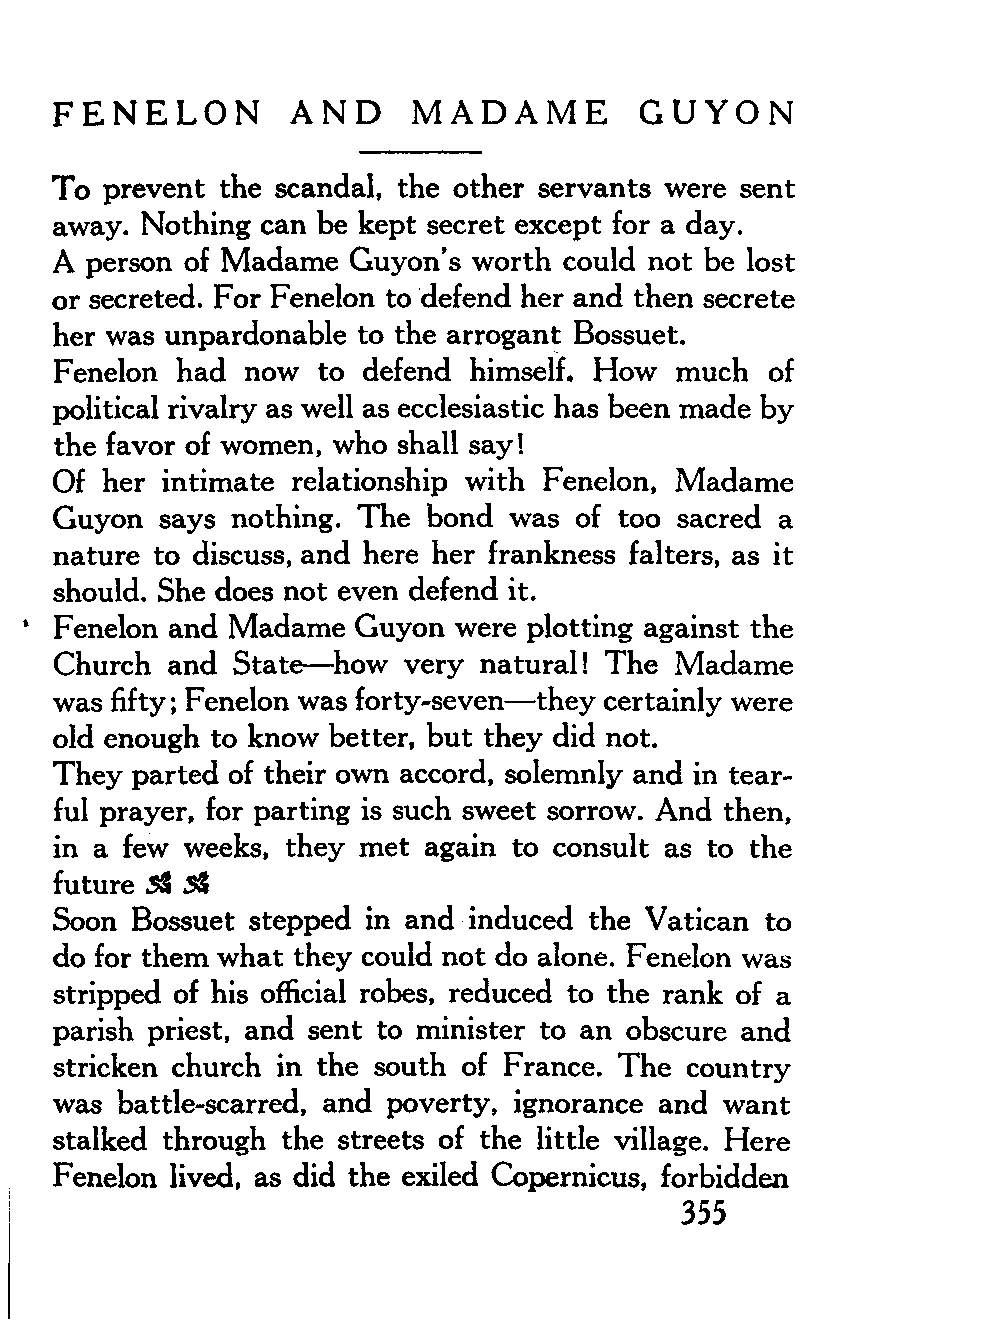 FENELON AND MADAME GUYON
To prevent the scandal, the other servants were sent
away. Nothing can be kept secret except for a day.
A person of Madame Guyon's worth could not be lost
or secreted. For Fenelon to defend her and then secrete
her was unpardonable to the arrogant Bossuet.
Fenelon had now to defend himself. How much of
political rivalry as well as ecclesiastic has been made by
the favor of women, who shall say!
Of her intimate relationship with Fenelon, Madame
Guyon says nothing. The bond was of too sacred a
nature to discuss, and here her frankness falters, as it
should. She does not even defend it.
Fenelon and Madame Guyon were plotting against the
Church and State—how very natural! The Madame
was fifty; Fenelon was forty-seven—they certainly were
old enough to know better, but they did not.
They parted of their own accord, solemnly and in tear-
ful prayer, for parting is such sweet sorrow. And then,
in a few weeks, they met again to consult as to the
future
Soon Bossuet stepped in and induced the Vatican to
do for them what they could not do alone. Fenelon was
stripped of his official robes, reduced to the rank of a
parish priest, and sent to minister to an obscure and
stricken church in the south of France. The country
was battle-scarred, and poverty, ignorance and want
stalked through the streets of the little village. Here
Fenelon lived, as did the exiled Copernicus, forbidden
355